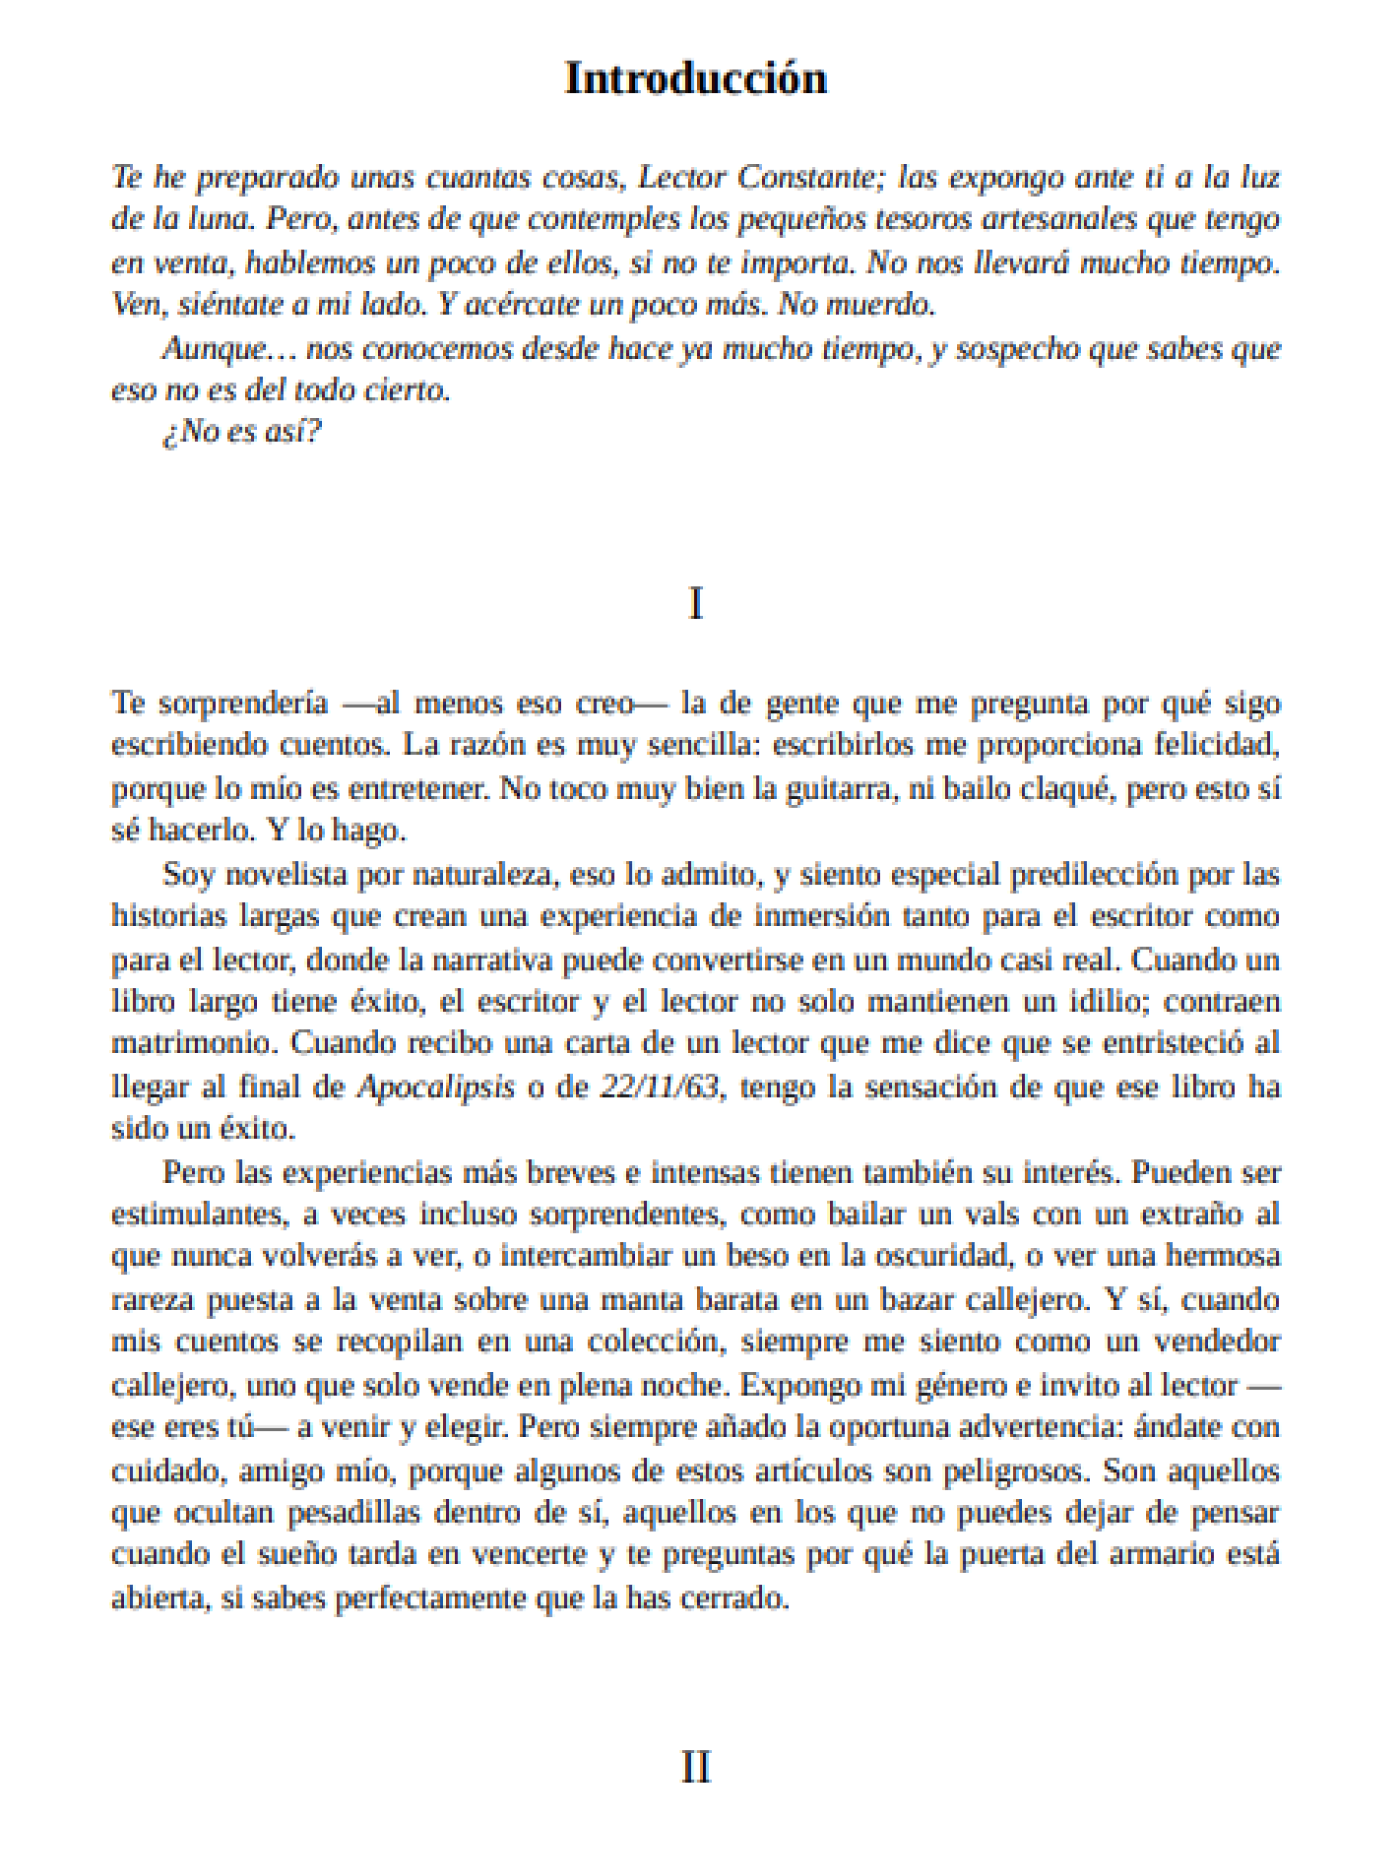 Introducción
Te he preparado unas cuantas cosas, Lector Constante; las expongo ante ti a la luz
de la luna. Pero, antes de que contemples los pequeños tesoros artesanales que tengo
en venta, hablemos un poco de ellos, si no te importa. No nos llevará mucho tiempo.
Ven, siéntate a mi lado. Y acércate un poco más. No muerdo.
Aunque… nos conocemos desde hace ya mucho tiempo, y sospecho que sabes que
eso no es del todo cierto.
¿No es así?
I
Te sorprendería —al menos eso creo— la de gente que me pregunta por qué sigo
escribiendo cuentos. La razón es muy sencilla: escribirlos me proporciona felicidad,
porque lo mío es entretener. No toco muy bien la guitarra, ni bailo claqué, pero esto sí
sé hacerlo. Y lo hago.
Soy novelista por naturaleza, eso lo admito, y siento especial predilección por las
historias largas que crean una experiencia de inmersión tanto para el escritor como
para el lector, donde la narrativa puede convertirse en un mundo casi real. Cuando un
libro largo tiene éxito, el escritor y el lector no solo mantienen un idilio; contraen
matrimonio. Cuando recibo una carta de un lector que me dice que se entristeció al
llegar al final de Apocalipsis o de 22/11/63, tengo la sensación de que ese libro ha
sido un éxito.
Pero las experiencias más breves e intensas tienen también su interés. Pueden ser
estimulantes, a veces incluso sorprendentes, como bailar un vals con un extraño al
que nunca volverás a ver, o intercambiar un beso en la oscuridad, o ver una hermosa
rareza puesta a la venta sobre una manta barata en un bazar callejero. Y sí, cuando
mis cuentos se recopilan en una colección, siempre me siento como un vendedor
callejero, uno que solo vende en plena noche. Expongo mi género e invito al lector —
ese eres tú— a venir y elegir. Pero siempre añado la oportuna advertencia: ándate con
cuidado, amigo mío, porque algunos de estos artículos son peligrosos. Son aquellos
que ocultan pesadillas dentro de sí, aquellos en los que no puedes dejar de pensar
cuando el sueño tarda en vencerte y te preguntas por qué la puerta del armario está
abierta, si sabes perfectamente que la has cerrado.
II